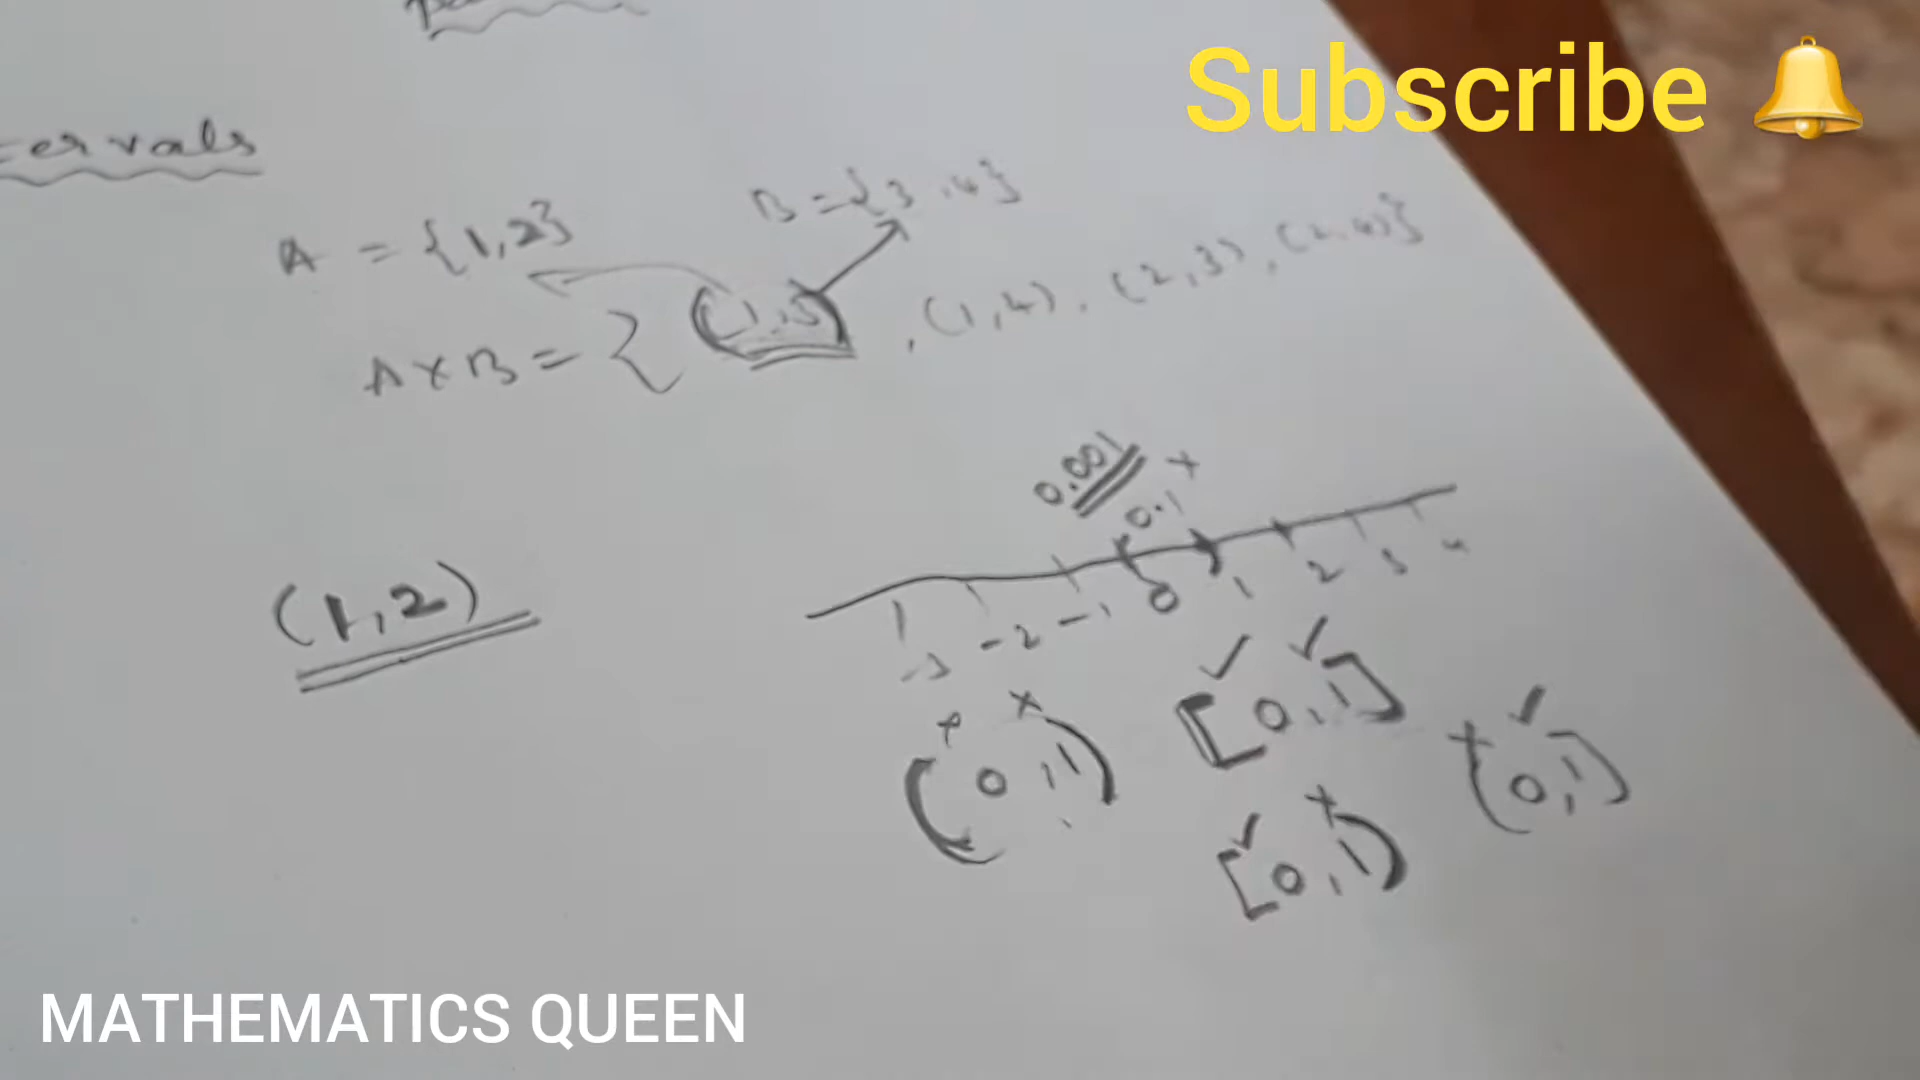 Subscribe 🔔
ervals
A = {1,2} B = {3,4}
A×B = { (1,3) , (1,4), (2,3), (2,4)}
0.001 ×
0.1
(1,2)
-3 -2 -1 0 1 2 3 4
× × ✓ ✓
(0,1) [0,1] × ✓
(0,1]
✓ ×
[0,1)
MATHEMATICS QUEEN